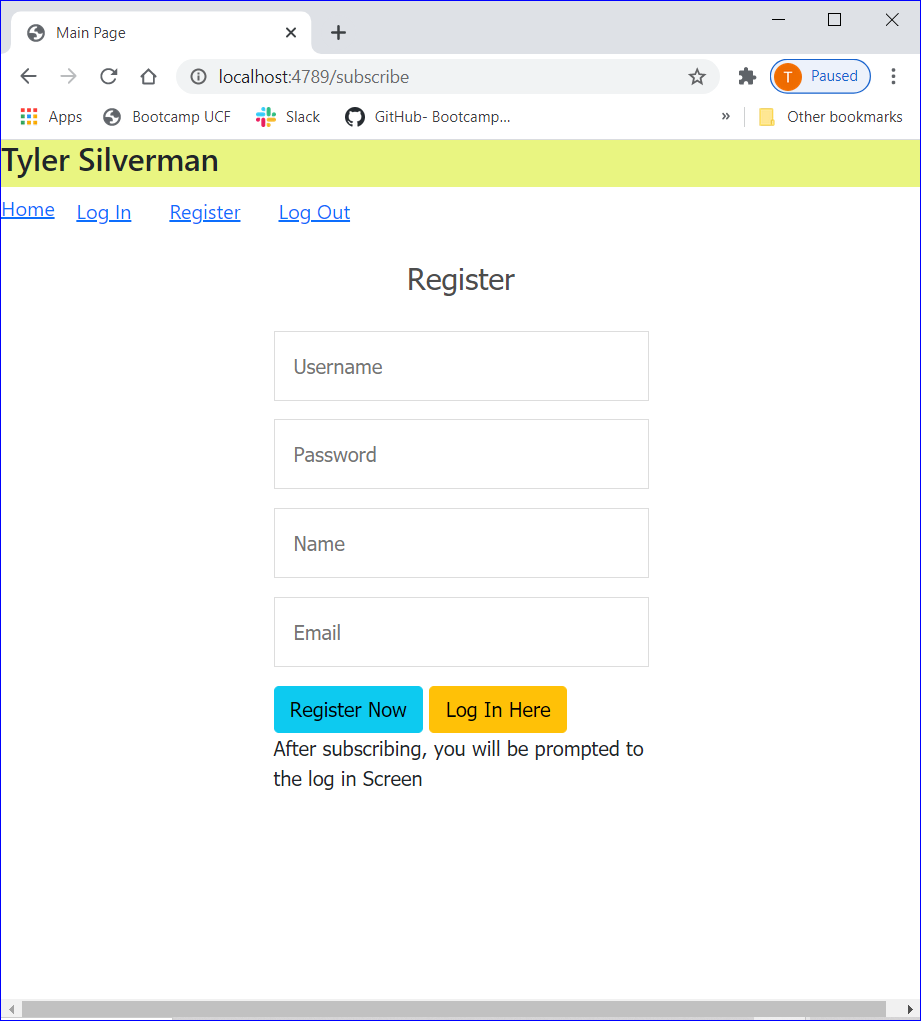 Main Page
localhost:4789/subscribe
T Paused
Apps Bootcamp UCF Slack GitHub- Bootcamp... » Other bookmarks
Tyler Silverman
Home Log In Register Log Out
Register
Username
Password
Name
Email
Register Now Log In Here
After subscribing, you will be prompted to
the log in Screen